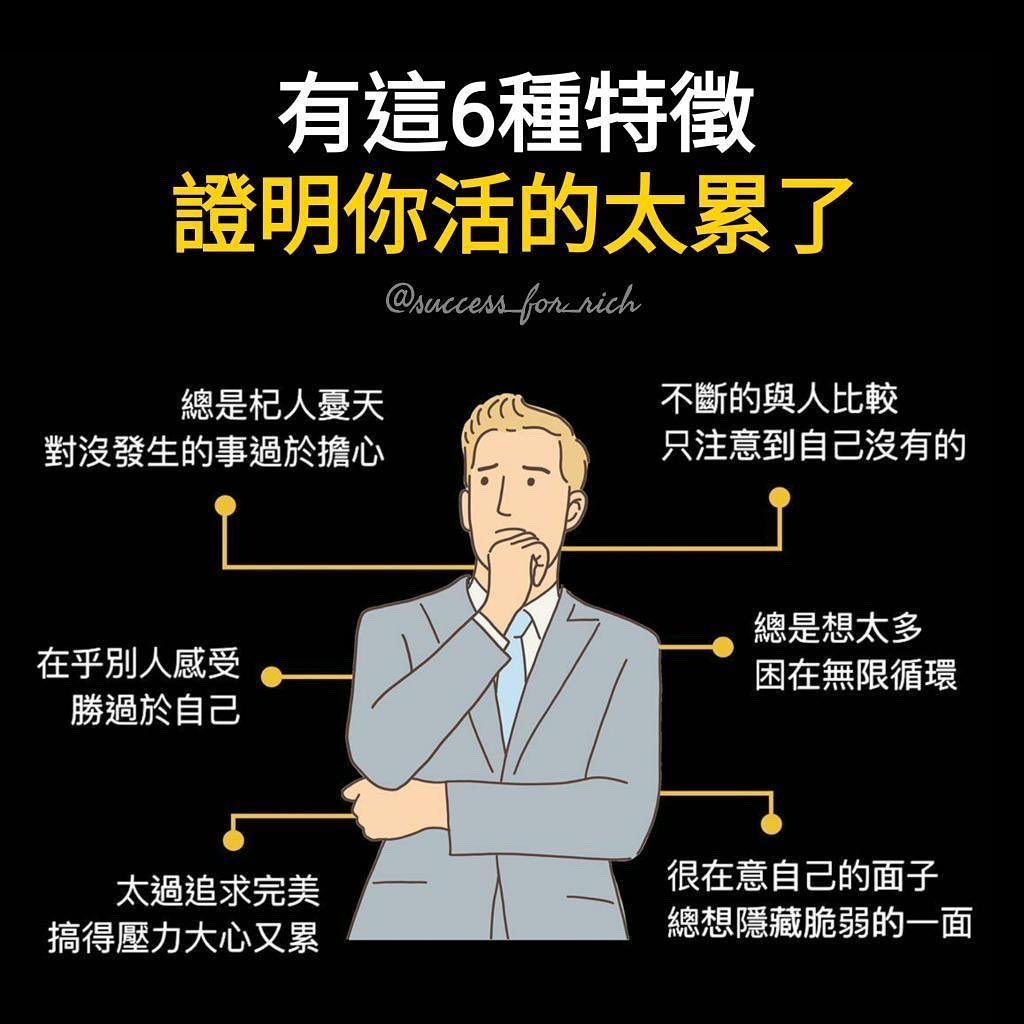 有這6種特徵
證明你活的太累了
@success_for_rich
總是杞人憂天
對沒發生的事過於擔心
不斷的與人比較
只注意到自己沒有的
在乎別人感受
勝過於自己
總是想太多
困在無限循環
太過追求完美
搞得壓力大心又累
很在意自己的面子
總想隱藏脆弱的一面